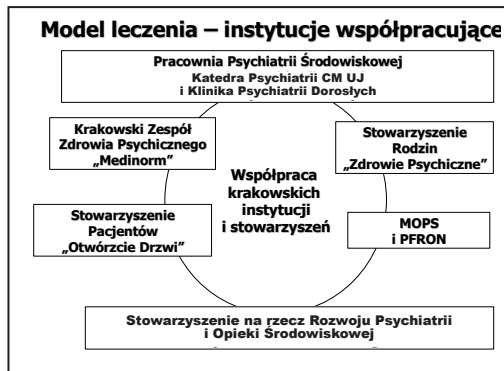 Model leczenia – instytucje współpracujące
Pracownia Psychiatrii Środowiskowej
Katedra Psychiatrii CM UJ
i Klinika Psychiatrii Dorosłych
Krakowski Zespół
Zdrowia Psychicznego
„Medinorm”
Stowarzyszenie
Rodzin
„Zdrowie Psychiczne”
Współpraca
krakowskich
instytucji
i stowarzyszeń
Stowarzyszenie
Pacjentów
„Otwórzcie Drzwi”
MOPS
i PFRON
Stowarzyszenie na rzecz Rozwoju Psychiatrii
i Opieki Środowiskowej